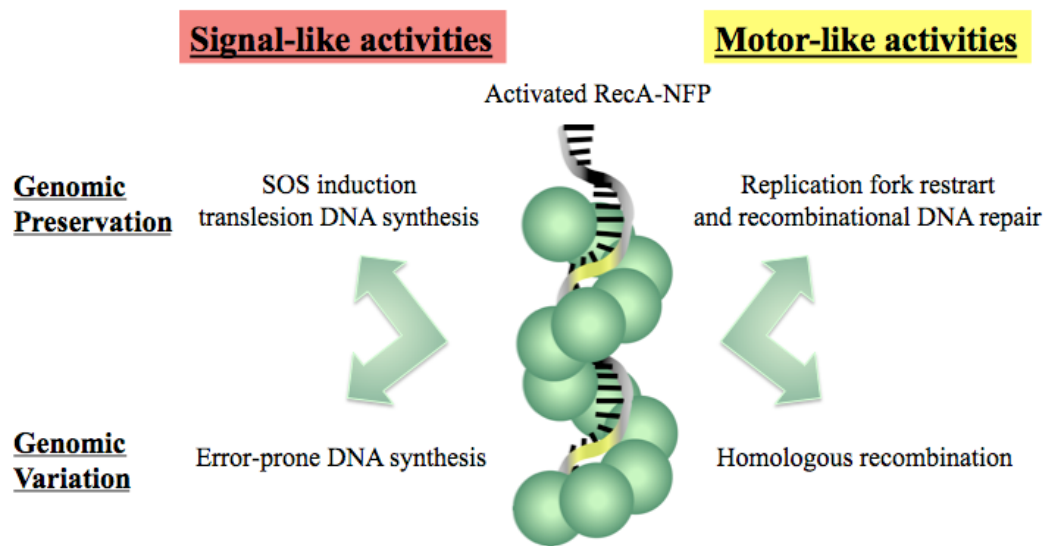 Signal-like activities
Motor-like activities
Activated RecA-NFP
Genomic
Preservation
SOS induction
translesion DNA synthesis
Replication fork restrart
and recombinational DNA repair
Genomic
Variation
Error-prone DNA synthesis
Homologous recombination